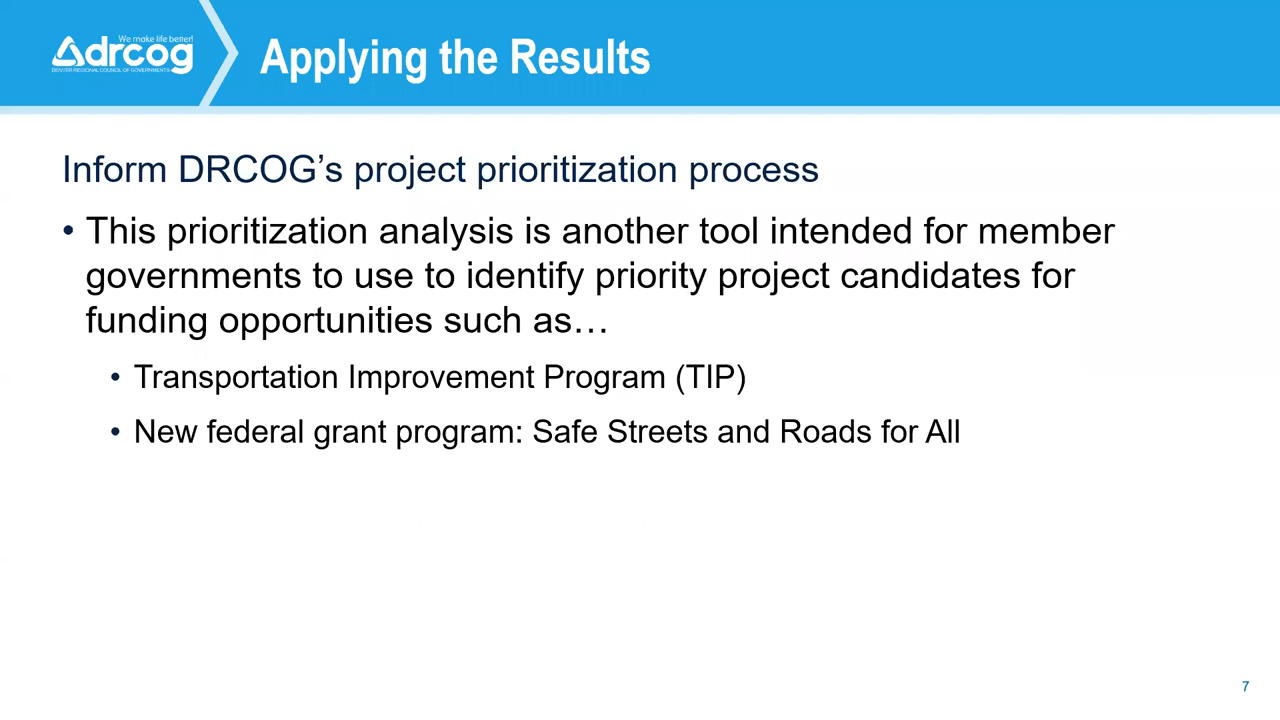 We make life better!
drcog
DENVER REGIONAL COUNCIL OF GOVERNMENTS
Applying the Results
Inform DRCOG’s project prioritization process
• This prioritization analysis is another tool intended for member
governments to use to identify priority project candidates for
funding opportunities such as…
• Transportation Improvement Program (TIP)
• New federal grant program: Safe Streets and Roads for All
7